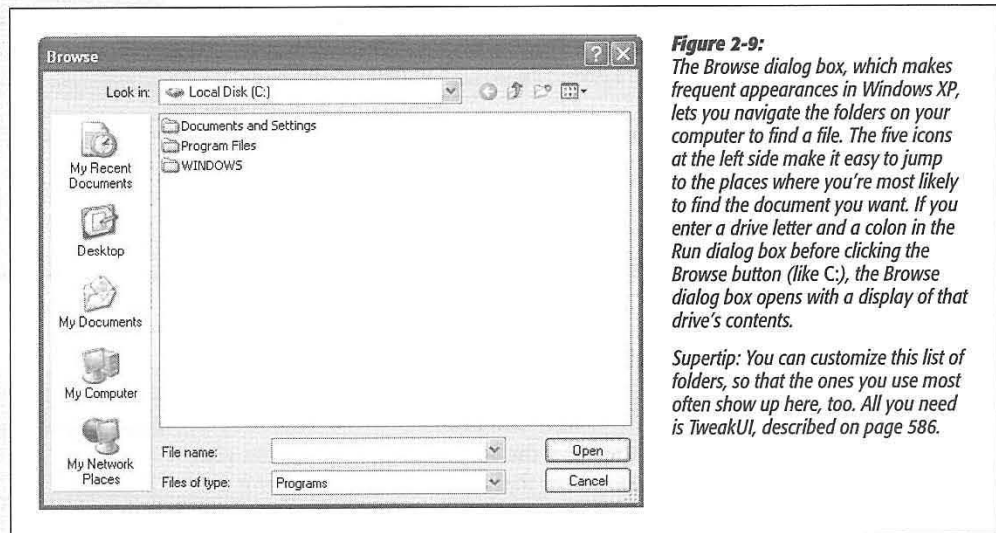 Browse
Look in:
Local Disk (C:)
My Recent
Documents
Desktop
My Documents
My Computer
My Network
Places
Documents and Settings
Program Files
WINDOWS
File name:
Open
Files of type:
Programs
Cancel
Figure 2-9:
The Browse dialog box, which makes
frequent appearances in Windows XP,
lets you navigate the folders on your
computer to find a file. The five icons
at the left side make it easy to jump
to the places where you're most likely
to find the document you want. If you
enter a drive letter and a colon in the
Run dialog box before clicking the
Browse button (like C:), the Browse
dialog box opens with a display of that
drive's contents.
Supertip: You can customize this list of
folders, so that the ones you use most
often show up here, too. All you need
is TweakUI, described on page 586.